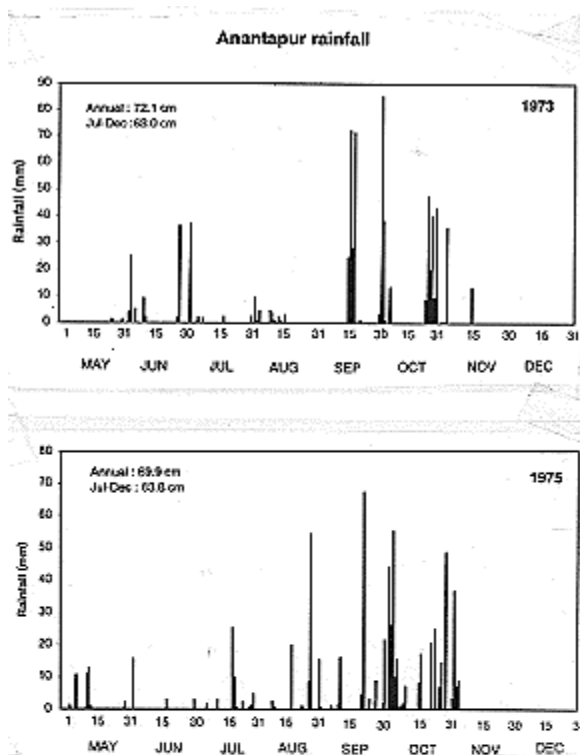 Anantapur rainfall
90
80
70
60
50
40
30
20
10
0
Rainfall (mm)
Annual : 72.1 cm
Jul-Dec : 63.0 cm
1973
1 15 31 15 30 15 31 15 31 15 30 15 31 15 30 15 31
MAY JUN JUL AUG SEP OCT NOV DEC
80
70
60
50
40
30
20
10
0
Rainfall (mm)
Annual : 69.9 cm
Jul-Dec : 63.6 cm
1975
1 15 31 15 30 15 31 15 31 15 30 15 31 15 30 15 3
MAY JUN JUL AUG SEP OCT NOV DEC